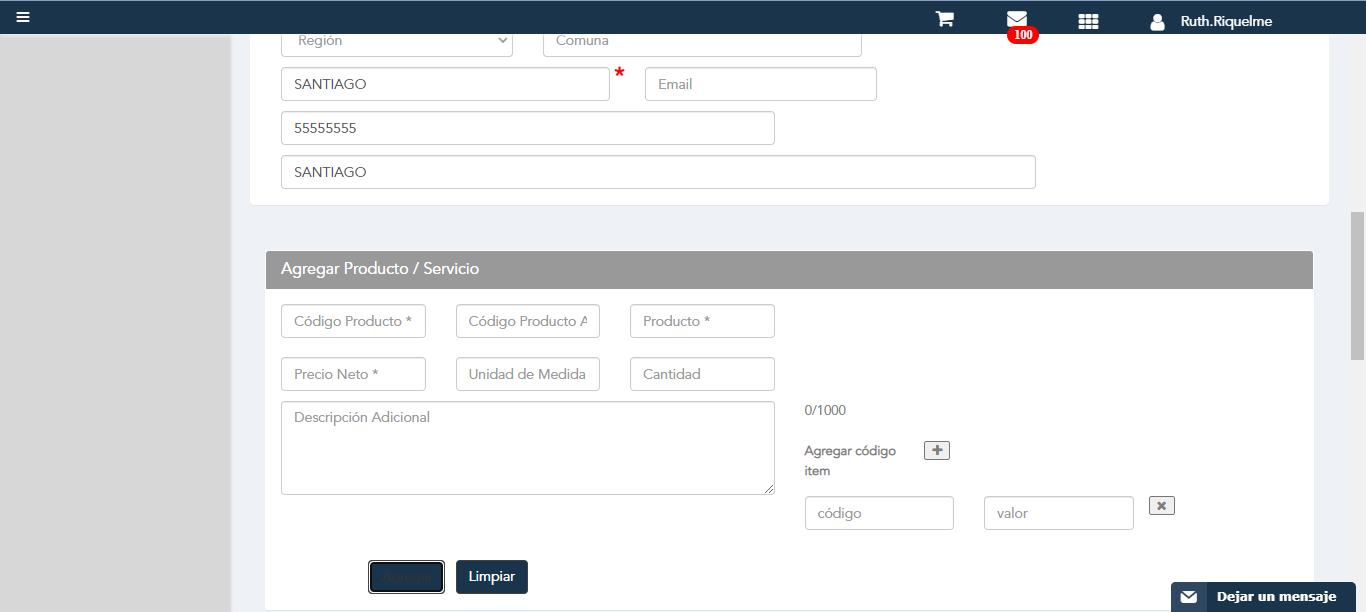 Ruth.Riquelme
100
Región Comuna
SANTIAGO * Email
55555555
SANTIAGO
Agregar Producto / Servicio
Código Producto * Código Producto A Producto *
Precio Neto * Unidad de Medida Cantidad
Descripción Adicional 0/1000
Agregar código
item
código valor
Limpiar
Dejar un mensaje